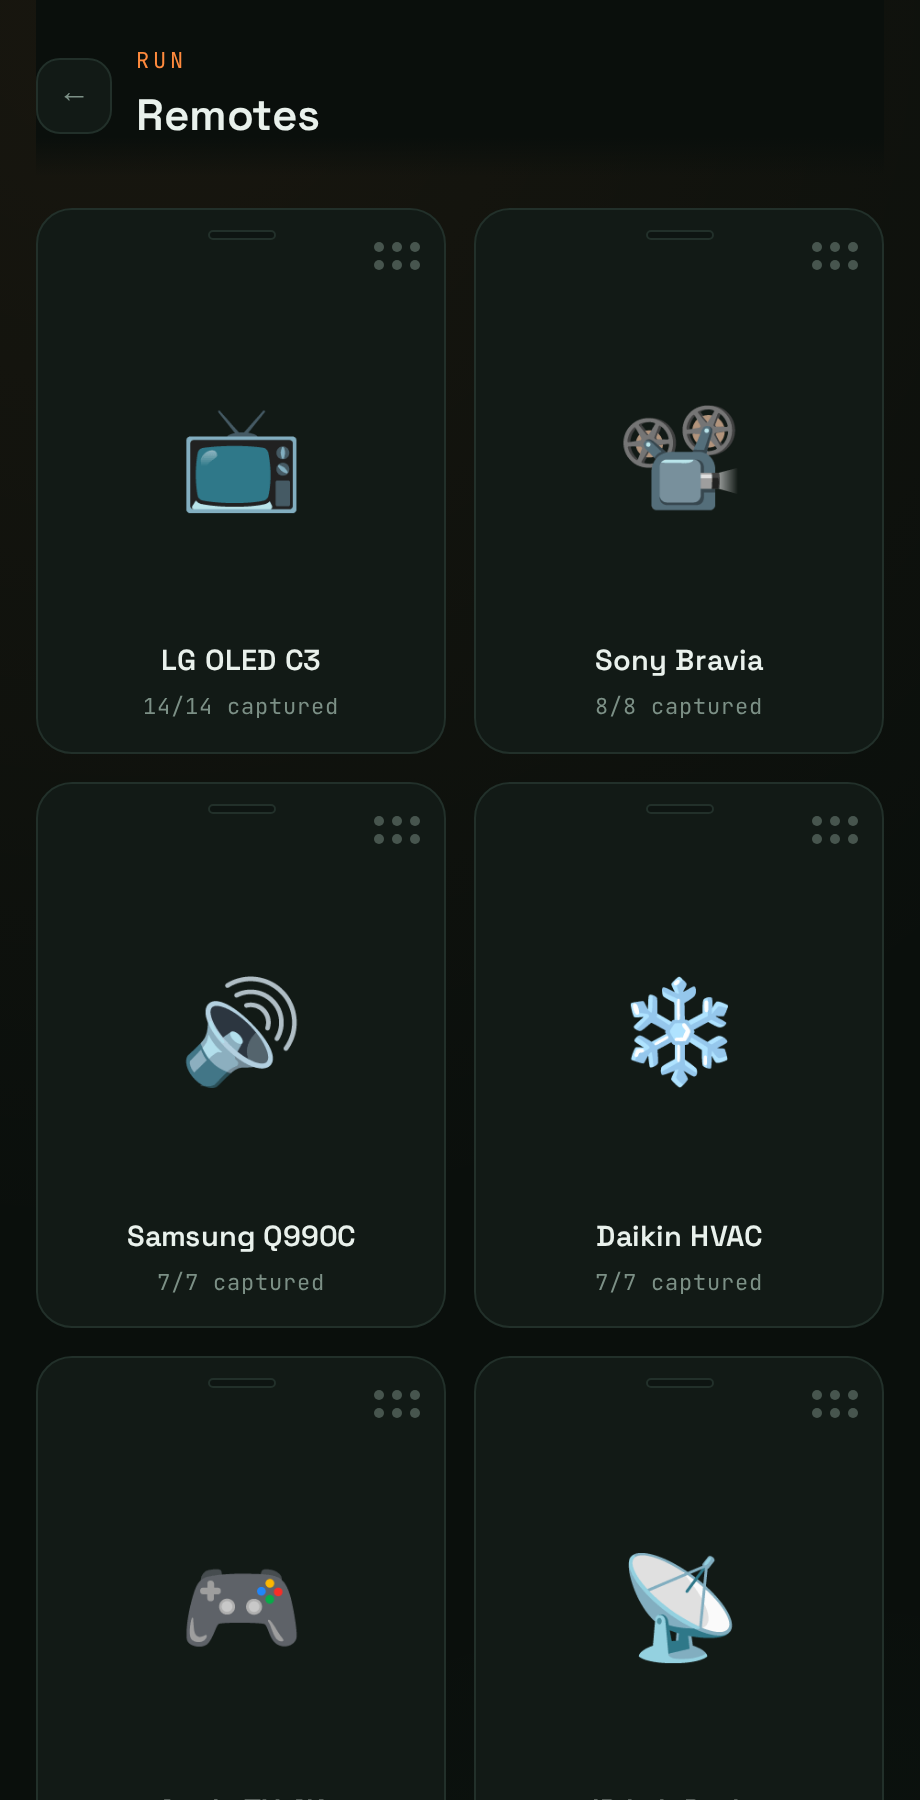 RUN
←
Remotes
LG OLED C3
14/14 captured
Sony Bravia
8/8 captured
Samsung Q990C
7/7 captured
Daikin HVAC
7/7 captured